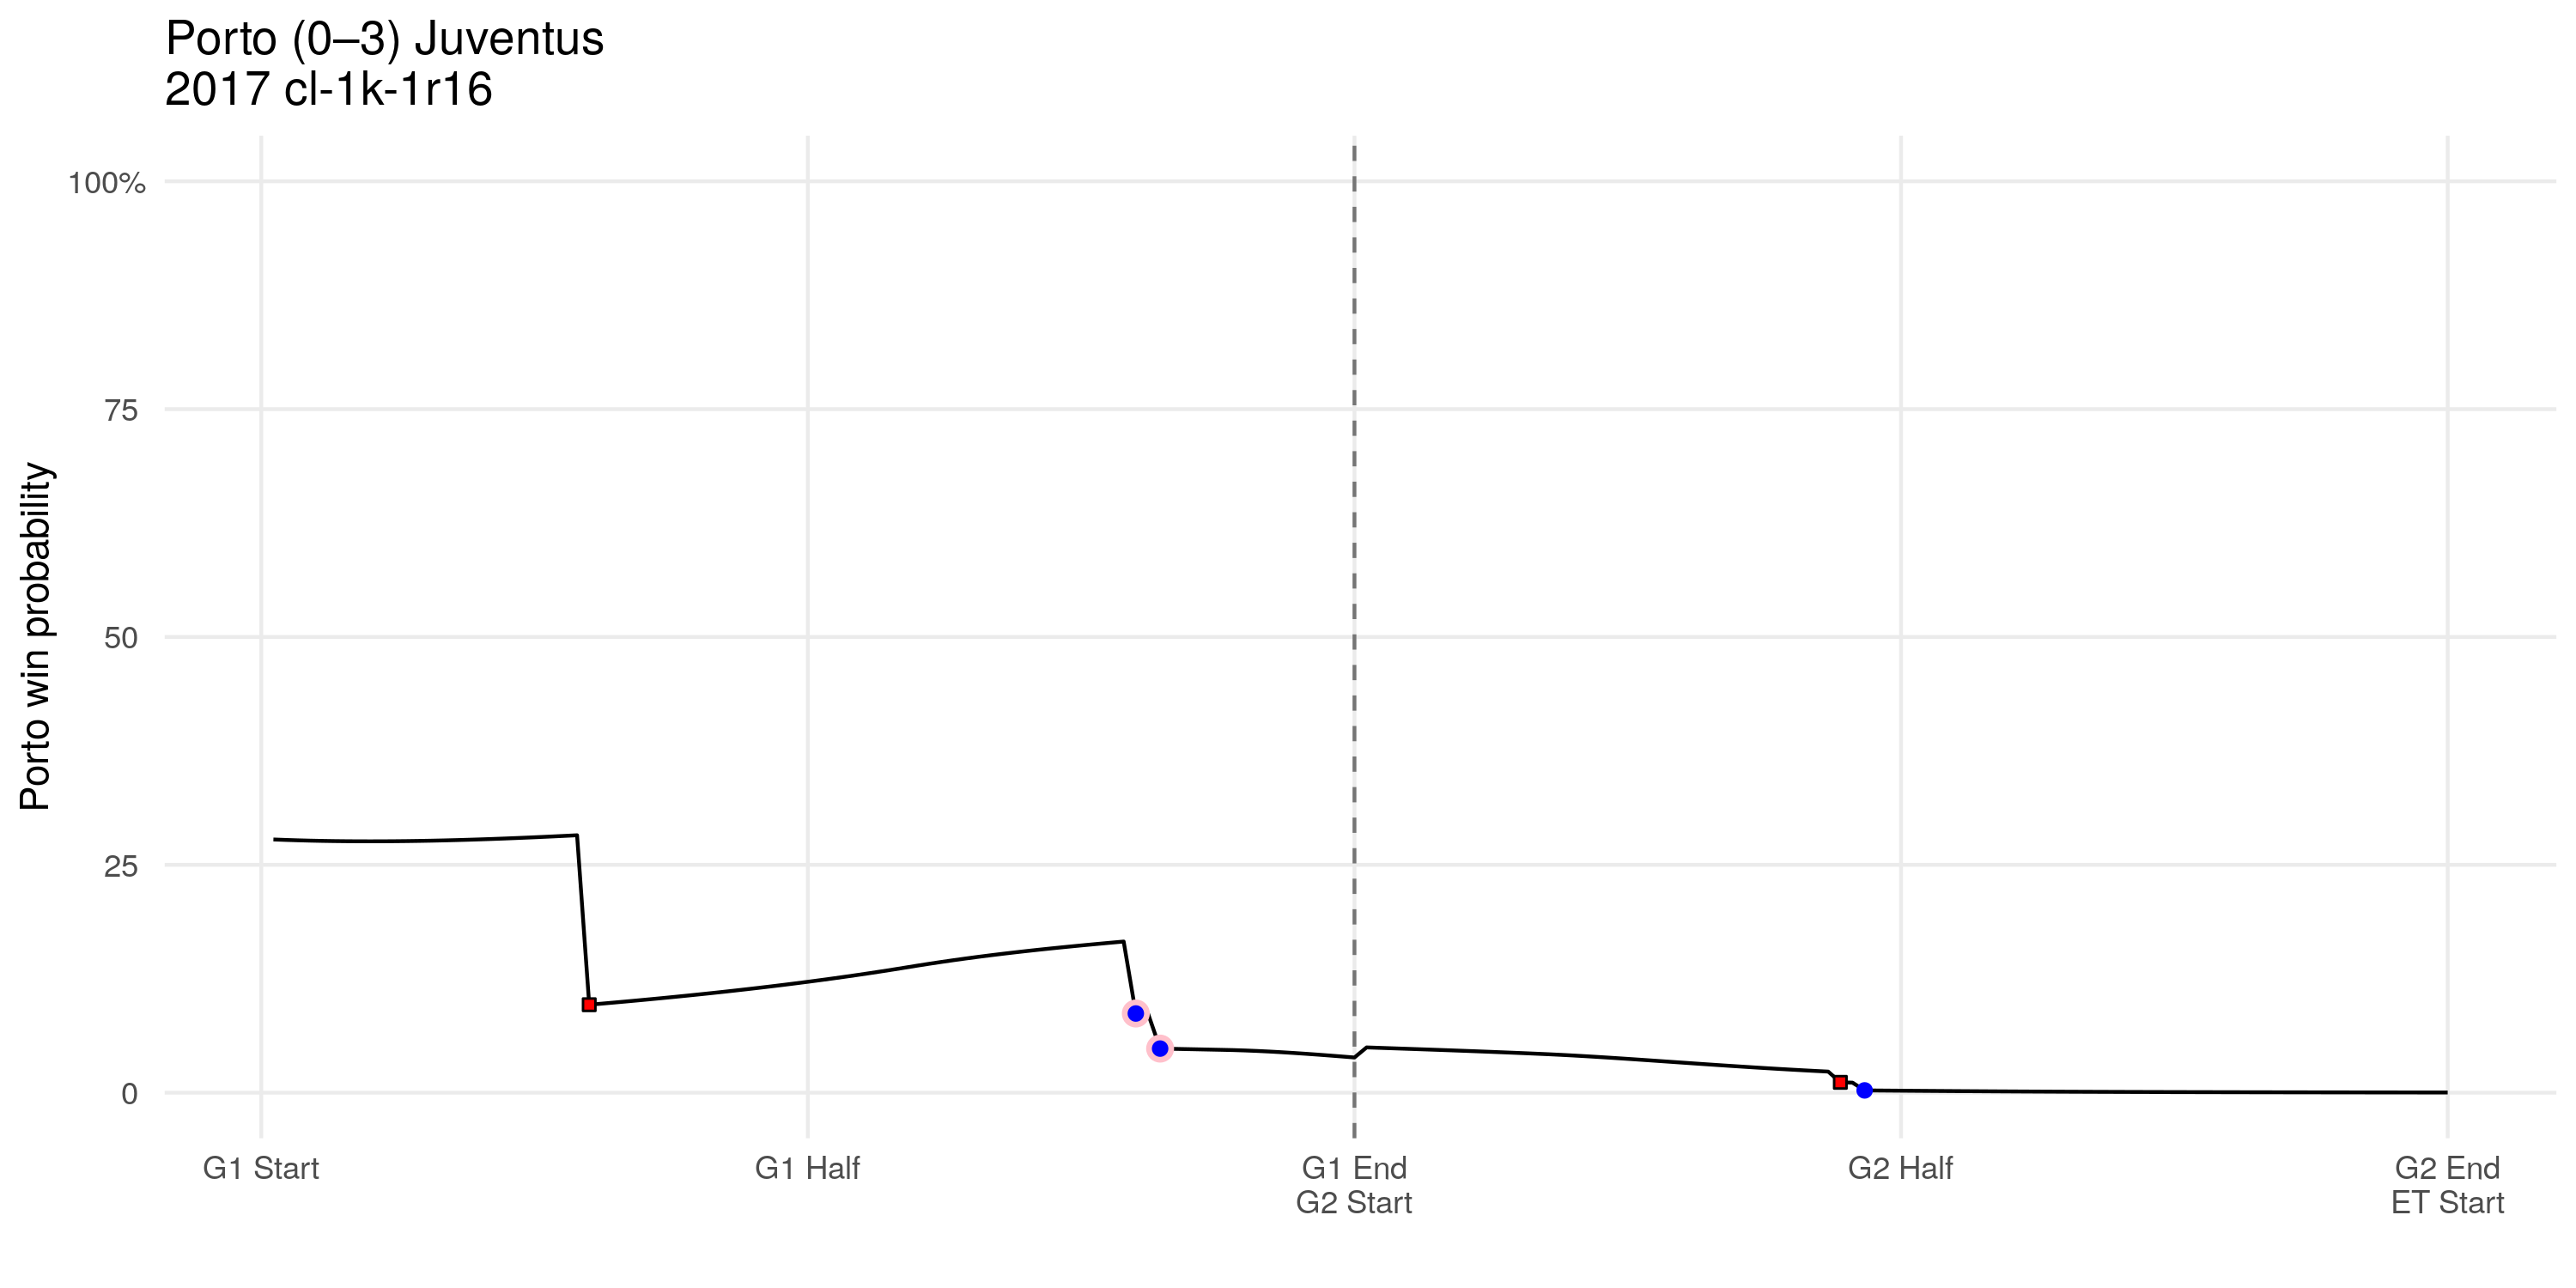 Porto (0–3) Juventus
2017 cl-1k-1r16
Porto win probability
100%
75
50
25
0
G1 Start
G1 Half
G1 End
G2 Start
G2 Half
G2 End
ET Start